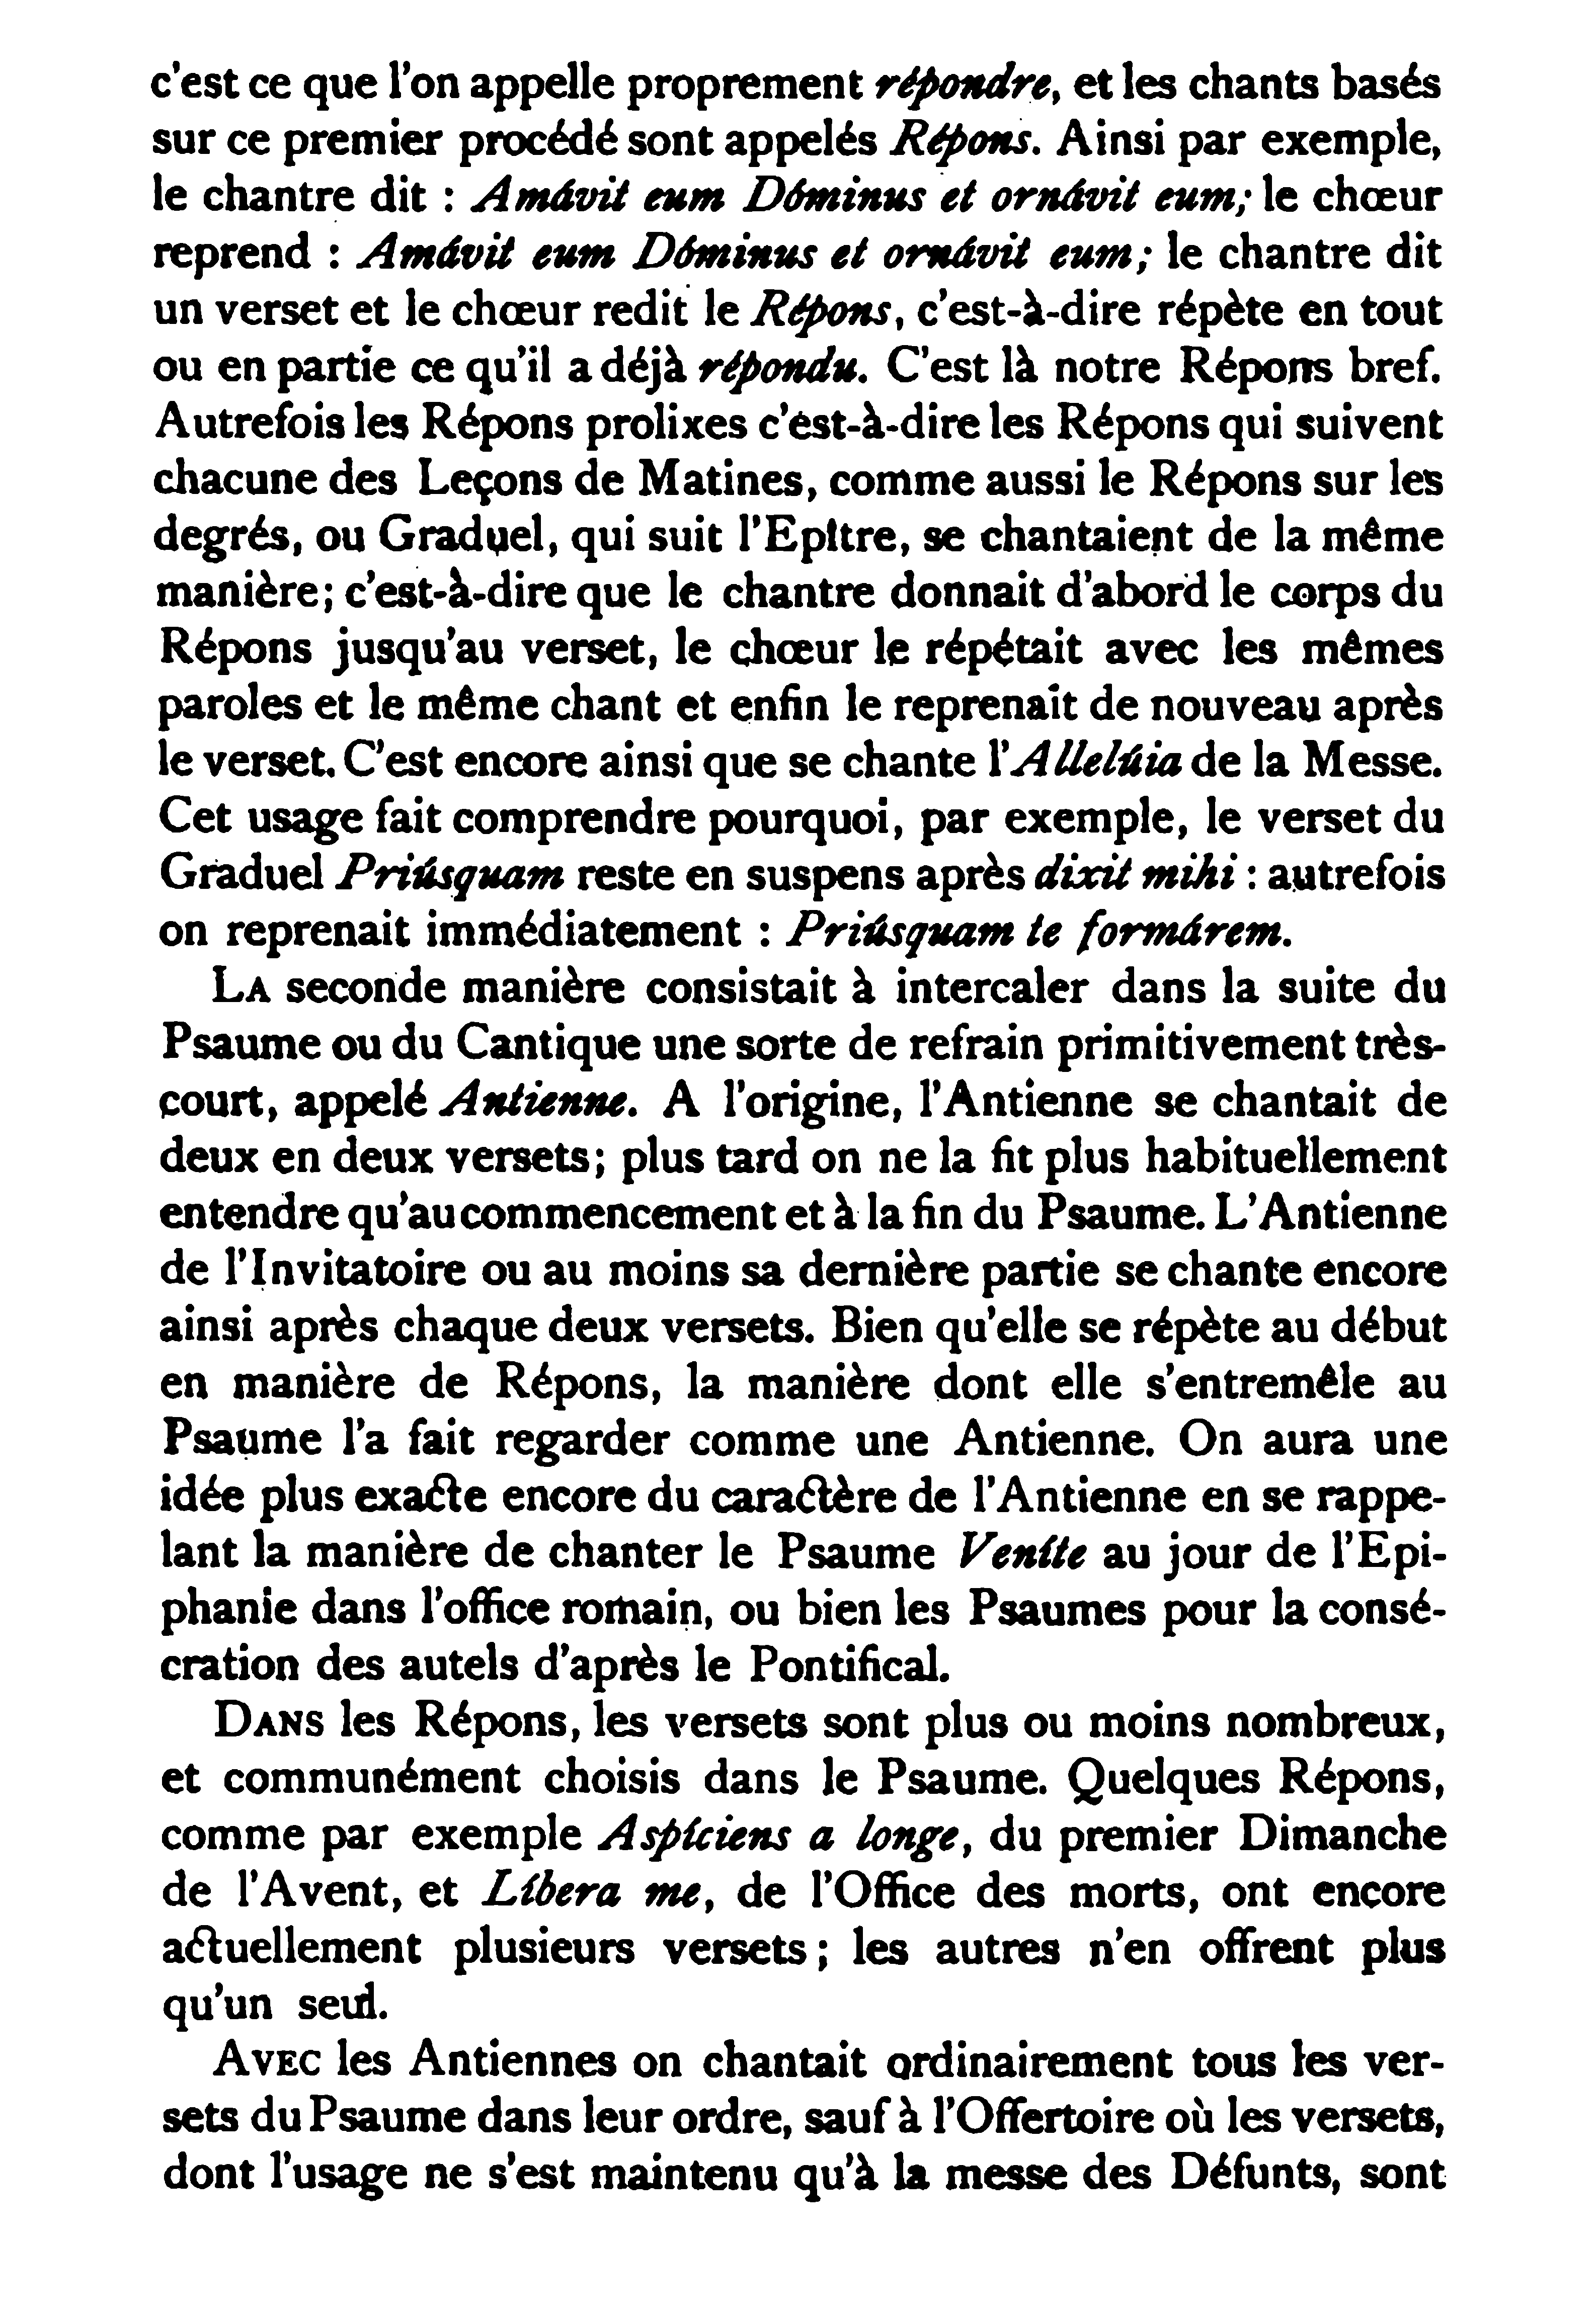 c'est ce que l'on appelle proprement répondre, et les chants basés
sur ce premier procédé sont appelés Répons. Ainsi par exemple,
le chantre dit : Amávit eum Dóminus et ornávit eum; le chœur
reprend : Amávit eum Dóminus et ornávit eum; le chantre dit
un verset et le chœur redit le Répons, c'est-à-dire répète en tout
ou en partie ce qu'il a déjà répondu. C'est là notre Répons bref.
Autrefois les Répons prolixes c'est-à-dire les Répons qui suivent
chacune des Leçons de Matines, comme aussi le Répons sur les
degrés, ou Graduel, qui suit l'Epître, se chantaient de la même
manière; c'est-à-dire que le chantre donnait d'abord le corps du
Répons jusqu'au verset, le chœur le répétait avec les mêmes
paroles et le même chant et enfin le reprenait de nouveau après
le verset. C'est encore ainsi que se chante l'Allelúia de la Messe.
Cet usage fait comprendre pourquoi, par exemple, le verset du
Graduel Priúsquam reste en suspens après dixit mihi : autrefois
on reprenait immédiatement : Priúsquam te formárem.
LA seconde manière consistait à intercaler dans la suite du
Psaume ou du Cantique une sorte de refrain primitivement très-
court, appelé Antienne. A l'origine, l'Antienne se chantait de
deux en deux versets; plus tard on ne la fit plus habituellement
entendre qu'au commencement et à la fin du Psaume. L'Antienne
de l'Invitatoire ou au moins sa dernière partie se chante encore
ainsi après chaque deux versets. Bien qu'elle se répète au début
en manière de Répons, la manière dont elle s'entremêle au
Psaume l'a fait regarder comme une Antienne. On aura une
idée plus exacte encore du caractère de l'Antienne en se rappe-
lant la manière de chanter le Psaume Veníte au jour de l'Epi-
phanie dans l'office romain, ou bien les Psaumes pour la consé-
cration des autels d'après le Pontifical.
DANS les Répons, les versets sont plus ou moins nombreux,
et communément choisis dans le Psaume. Quelques Répons,
comme par exemple Aspíciens a longe, du premier Dimanche
de l'Avent, et Líbera me, de l'Office des morts, ont encore
actuellement plusieurs versets; les autres n'en offrent plus
qu'un seul.
AVEC les Antiennes on chantait ordinairement tous les ver-
sets du Psaume dans leur ordre, sauf à l'Offertoire où les versets,
dont l'usage ne s'est maintenu qu'à la messe des Défunts, sont